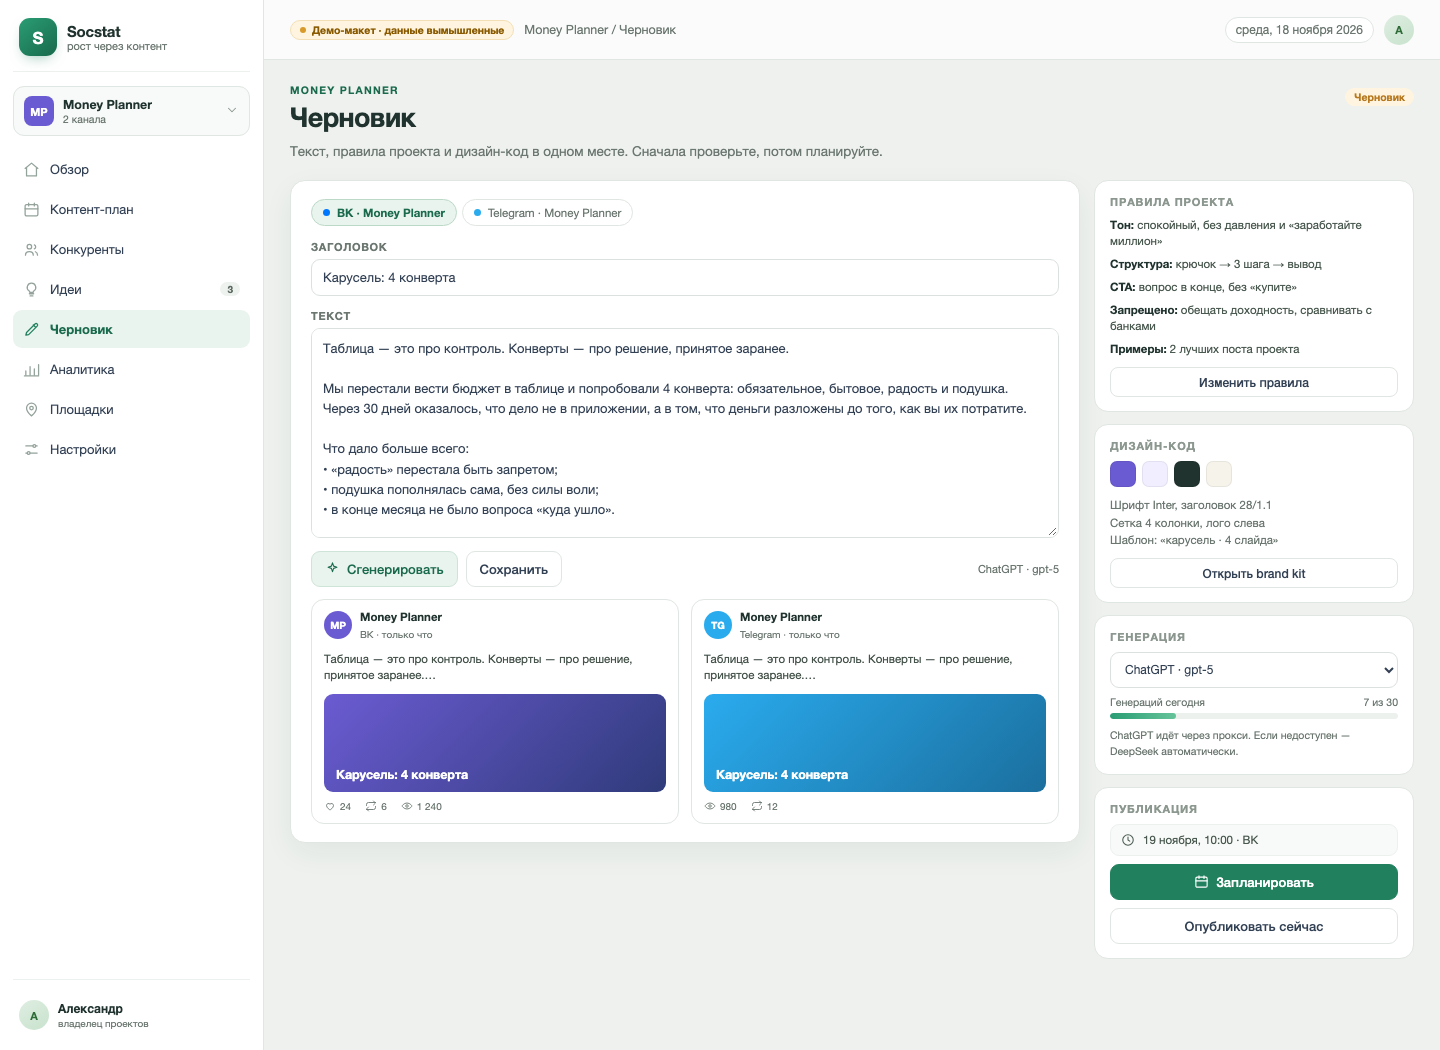 S
Socstat
рост через контент
MP
Money Planner
2 канала
Обзор
Контент-план
Конкуренты
Идеи
3
Черновик
Аналитика
Площадки
Настройки
А
Александр
владелец проектов
Демо-макет · данные вымышленные
Money Planner / Черновик
среда, 18 ноября 2026
А
MONEY PLANNER
Черновик
Текст, правила проекта и дизайн-код в одном месте. Сначала проверьте, потом планируйте.
Черновик
ВК · Money Planner
Telegram · Money Planner
ЗАГОЛОВОК
Карусель: 4 конверта
ТЕКСТ
Таблица — это про контроль. Конверты — про решение, принятое заранее.
Мы перестали вести бюджет в таблице и попробовали 4 конверта: обязательное, бытовое, радость и подушка.
Через 30 дней оказалось, что дело не в приложении, а в том, что деньги разложены до того, как вы их потратите.
Что дало больше всего:
• «радость» перестала быть запретом;
• подушка пополнялась сама, без силы воли;
• в конце месяца не было вопроса «куда ушло».
Сгенерировать
Сохранить
ChatGPT · gpt-5
MP
Money Planner
ВК · только что
Таблица — это про контроль. Конверты — про решение,
принятое заранее.…
Карусель: 4 конверта
24
6
1 240
TG
Money Planner
Telegram · только что
Таблица — это про контроль. Конверты — про решение,
принятое заранее.…
Карусель: 4 конверта
980
12
ПРАВИЛА ПРОЕКТА
Тон: спокойный, без давления и «заработайте
миллион»
Структура: крючок → 3 шага → вывод
CTA: вопрос в конце, без «купите»
Запрещено: обещать доходность, сравнивать с
банками
Примеры: 2 лучших поста проекта
Изменить правила
ДИЗАЙН-КОД
Шрифт Inter, заголовок 28/1.1
Сетка 4 колонки, лого слева
Шаблон: «карусель · 4 слайда»
Открыть brand kit
ГЕНЕРАЦИЯ
ChatGPT · gpt-5
Генераций сегодня
7 из 30
ChatGPT идёт через прокси. Если недоступен —
DeepSeek автоматически.
ПУБЛИКАЦИЯ
19 ноября, 10:00 · ВК
Запланировать
Опубликовать сейчас